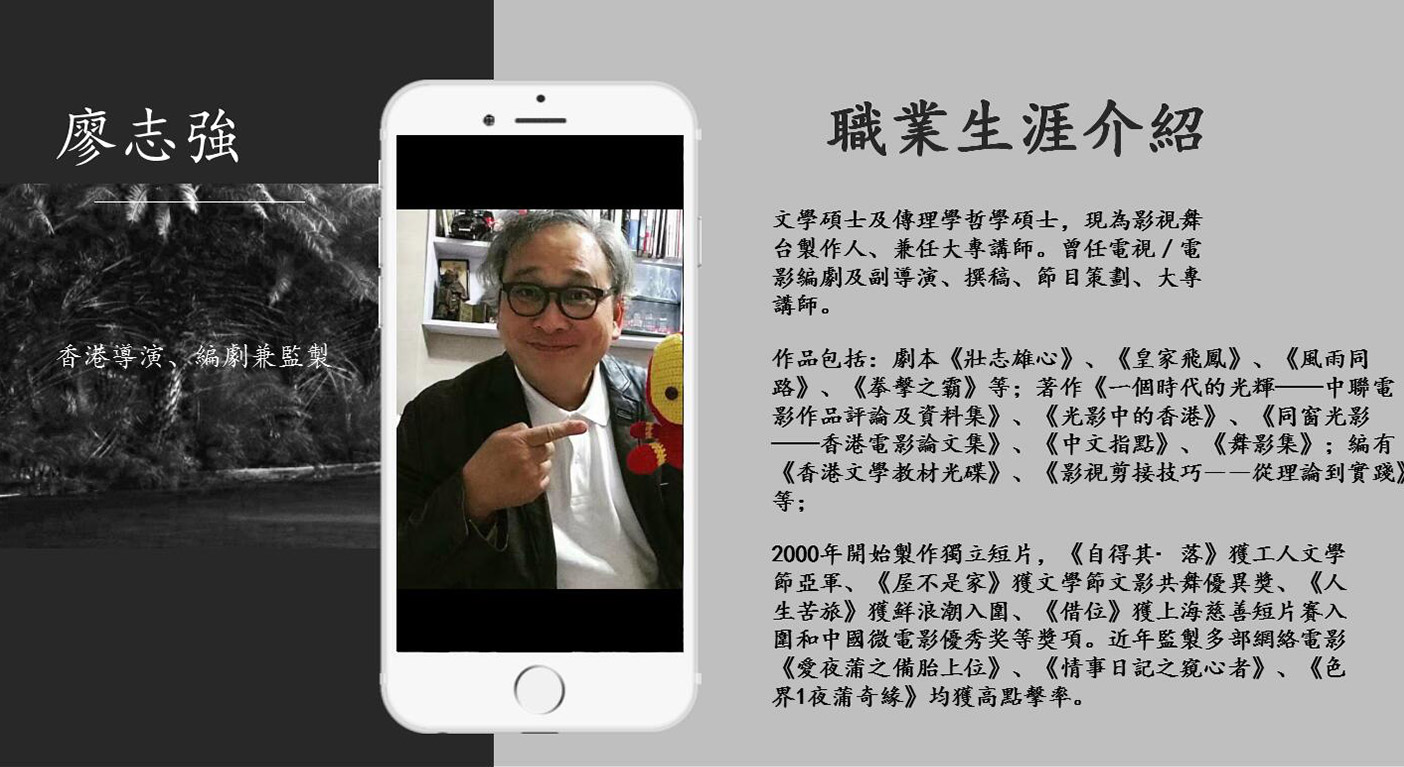 廖志強
香港導演、編劇兼監製
職業生涯介紹
文學碩士及傳理學哲學碩士，現為影視舞
台製作人、兼任大專講師。曾任電視／電
影編劇及副導演、撰稿、節目策劃、大專
講師。
作品包括：劇本《壯志雄心》、《皇家飛鳳》、《風雨同
路》、《拳擊之霸》等；著作《一個時代的光輝——中聯電
影作品評論及資料集》、《光影中的香港》、《同窗光影
——香港電影論文集》、《中文指點》、《舞影集》；編有
《香港文學教材光碟》、《影視剪接技巧——從理論到實踐》
等；
2000年開始製作獨立短片，《自得其·落》獲工人文學
節亞軍、《屋不是家》獲文學節文影共舞優異獎、《人
生苦旅》獲鮮浪潮入圍、《借位》獲上海慈善短片賽入
圍和中國微電影優秀奖等獎項。近年監製多部網絡電影
《愛夜蒲之備胎上位》、《情事日記之窺心者》、《色
界1夜蒲奇緣》均獲高點擊率。